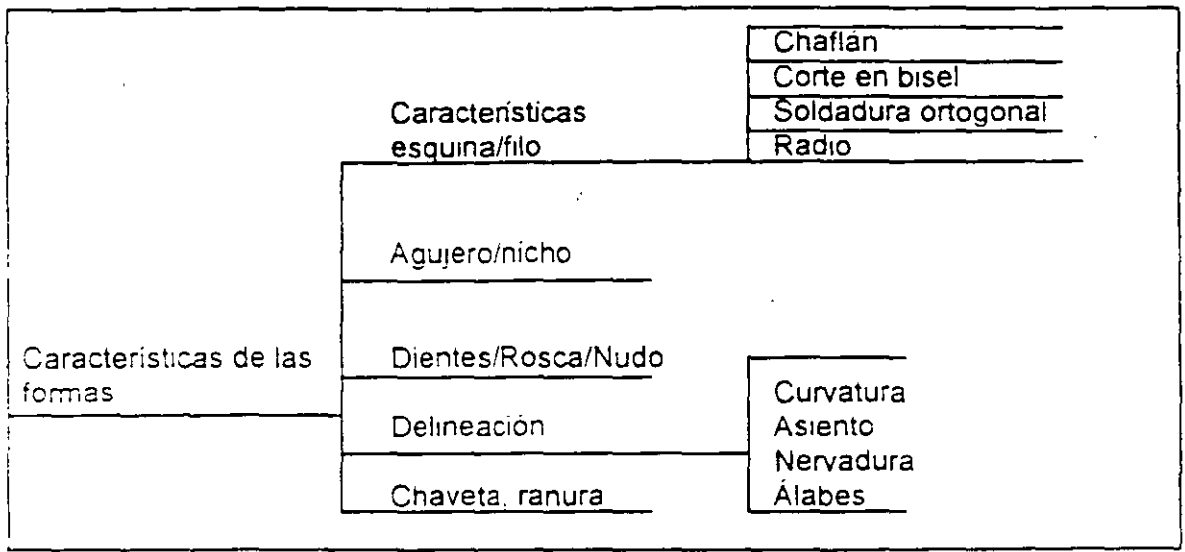 Chaflán
Corte en bisel
Características
esquina/filo
Soldadura ortogonal
Radio
Agujero/nicho
Características de las
formas
Dientes/Rosca/Nudo
Delineación
Curvatura
Asiento
Nervadura
Álabes
Chaveta, ranura